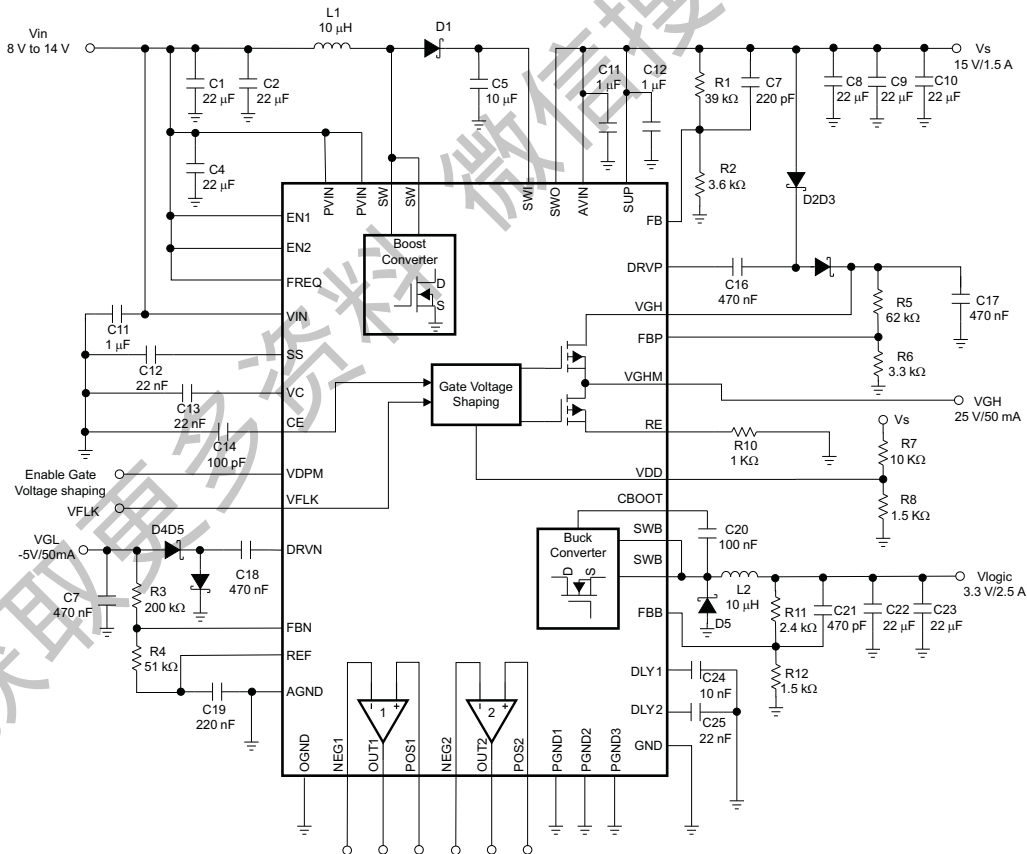 Vin
8 V to 14 V
L1
10 µH
D1
C1
22 µF
C2
22 µF
C4
22 µF
C5
10 µF
C11
1 µF
C12
1 µF
R1
39 kΩ
C7
220 pF
R2
3.6 kΩ
C8
22 µF
C9
22 µF
C10
22 µF
Vs
15 V/1.5 A
D2D3
PVIN
PVIN
SW
SW
SWI
SWO
AVIN
SUP
EN1
EN2
FREQ
VIN
SS
VC
CE
VDPM
VFLK
DRVN
FBN
REF
AGND
Boost
Converter
D
S
Gate Voltage
Shaping
FB
DRVP
VGH
FBP
VGHM
RE
VDD
CBOOT
SWB
SWB
FBB
DLY1
DLY2
GND
C16
470 nF
R5
62 kΩ
C17
470 nF
R6
3.3 kΩ
VGH
25 V/50 mA
R10
1 KΩ
Vs
R7
10 KΩ
R8
1.5 KΩ
C11
1 µF
C12
22 nF
C13
22 nF
C14
100 pF
Enable Gate
Voltage shaping
VFLK
VGL
-5V/50mA
D4D5
C18
470 nF
C7
470 nF
R3
200 kΩ
R4
51 kΩ
C19
220 nF
Buck
Converter
D S
C20
100 nF
L2
10 µH
D5
R11
2.4 kΩ
C21
470 pF
C22
22 µF
C23
22 µF
Vlogic
3.3 V/2.5 A
R12
1.5 kΩ
C24
10 nF
C25
22 nF
1
2
OGND
NEG1
OUT1
POS1
NEG2
OUT2
POS2
PGND1
PGND2
PGND3
获取更多资料 微信搜